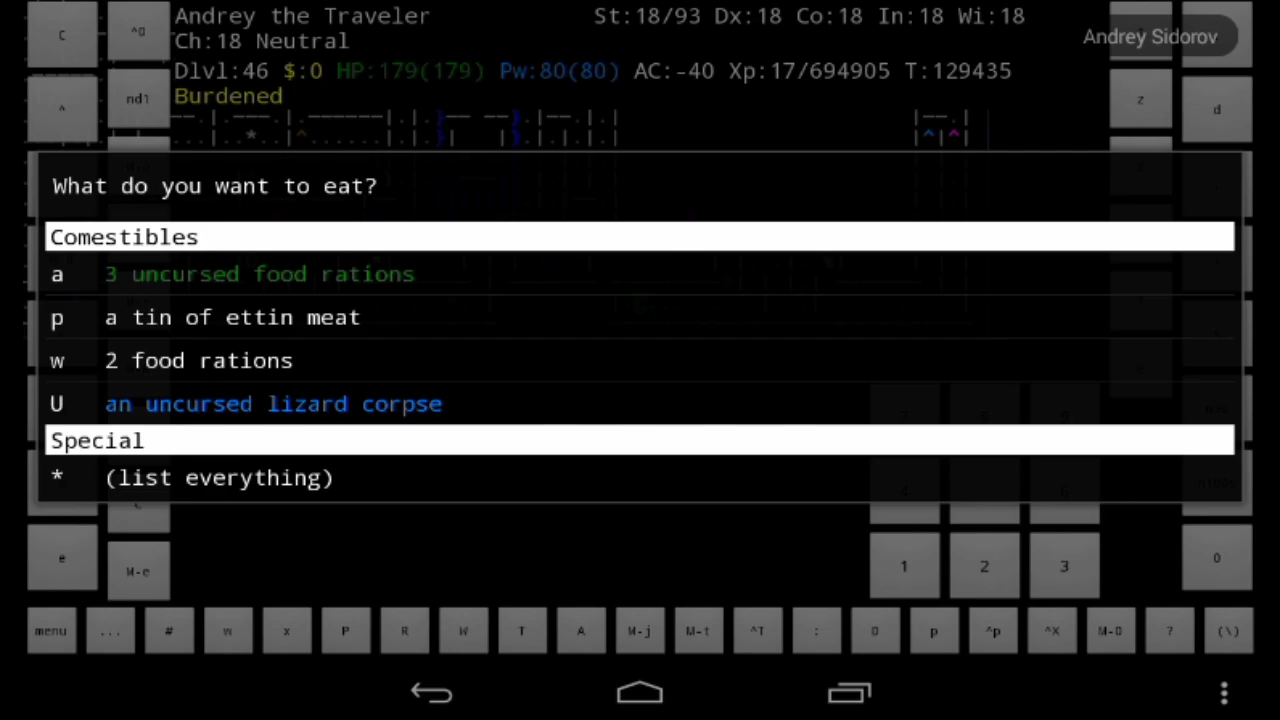 Andrey the Traveler St:18/93 Dx:18 Co:18 In:18 Wi:18
Ch:18 Neutral
Andrey Sidorov
Dlvl:46 $:0 HP:179(179) Pw:80(80) AC:-40 Xp:17/694905 T:129435
Burdened
C
^d
^
nd1
z
d
What do you want to eat?
Comestibles
a 3 uncursed food rations
p a tin of ettin meat
w 2 food rations
U an uncursed lizard corpse
Special
* (list everything)
e
M-e
1 2 3
0
menu ... # w x P R W T A M-j M-t ^T : D p ^p ^X M-O ? (\)